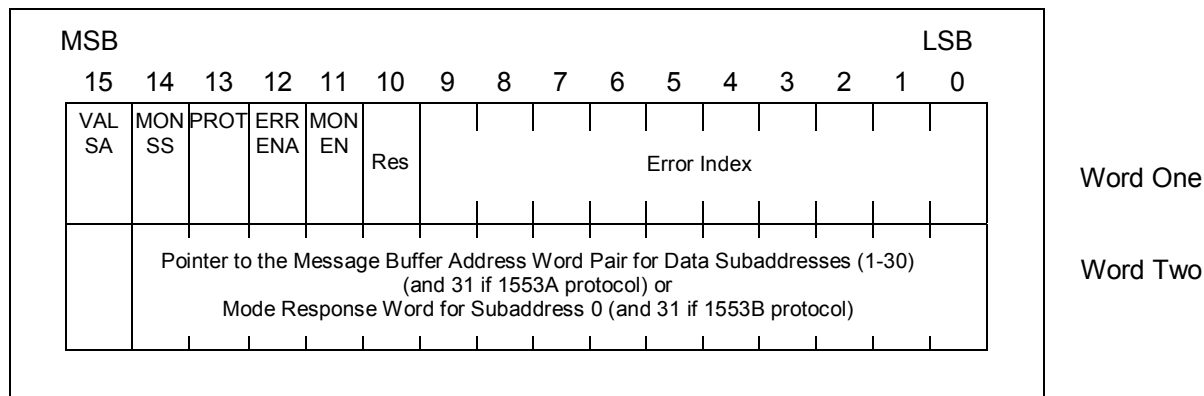 MSB LSB
15 14 13 12 11 10 9 8 7 6 5 4 3 2 1 0
VAL MON PROT ERR MON
SA SS ENA EN
Res Error Index
Word One
Pointer to the Message Buffer Address Word Pair for Data Subaddresses (1-30)
(and 31 if 1553A protocol) or
Word Two
Mode Response Word for Subaddress 0 (and 31 if 1553B protocol)